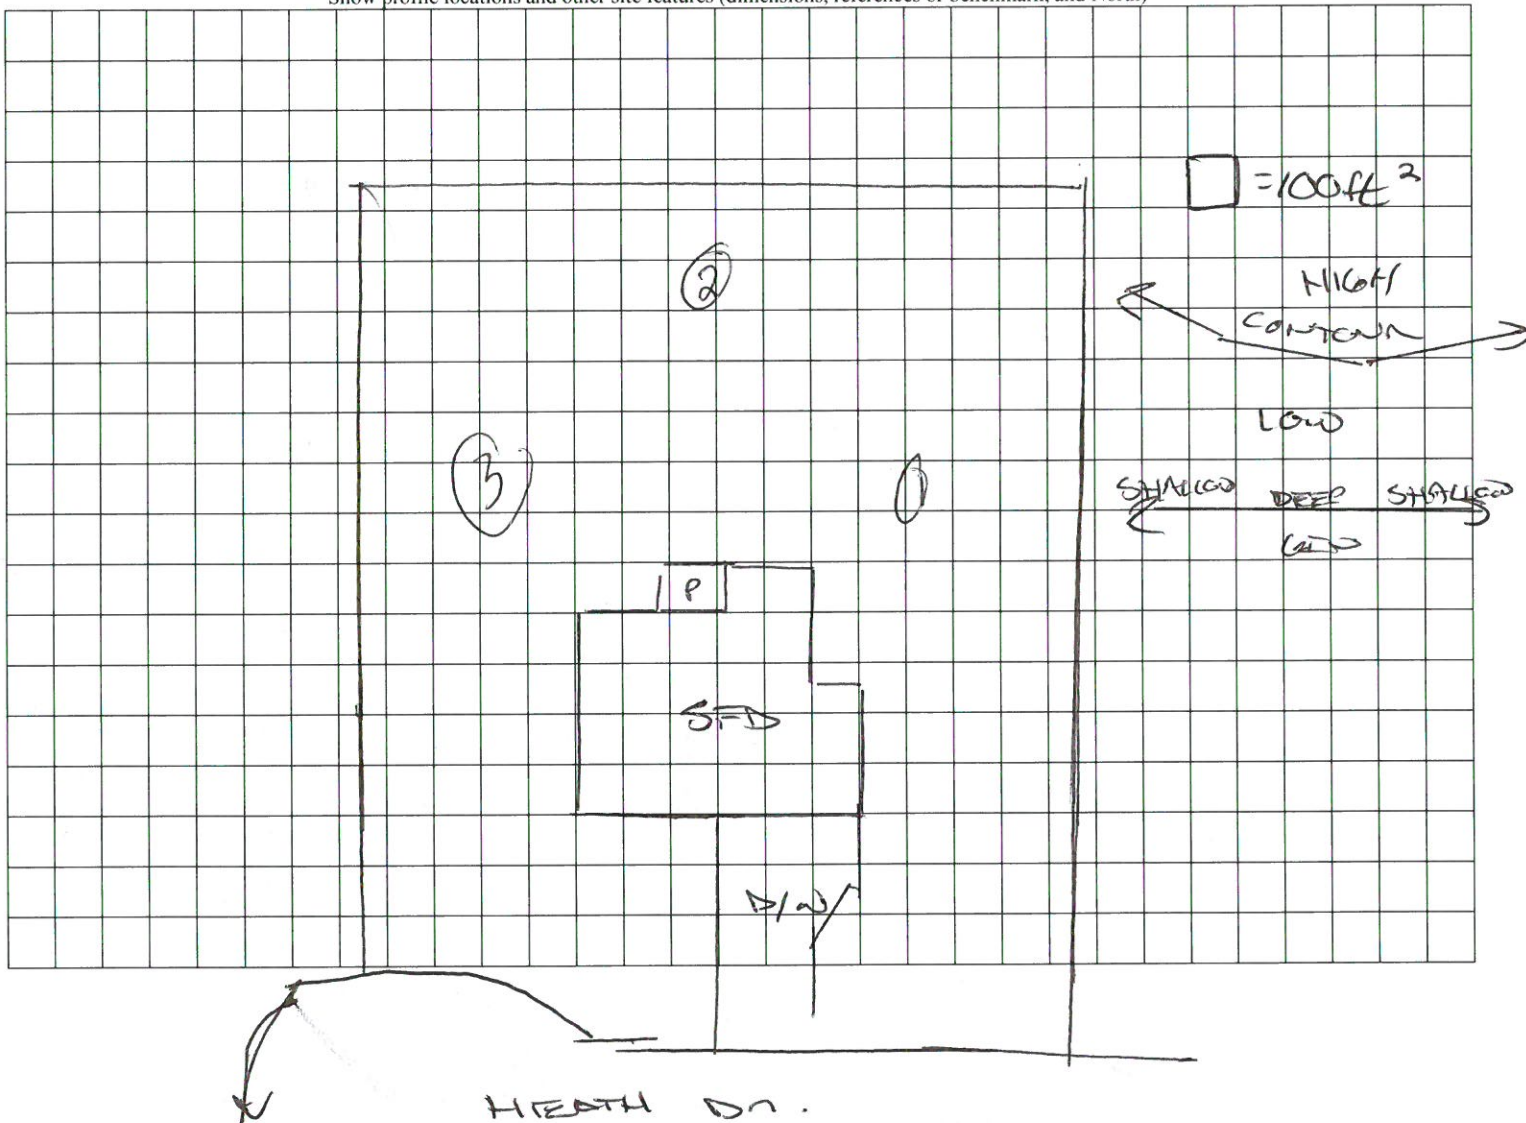 Show profile locations and other site features (dimensions, references or benchmark, and North)
=100ft²
②
HIGH
CONTOUR
LOW
③
①
SHALLOW DEEP SHALLOW
P
SFD
D/W
HEATH Dr.